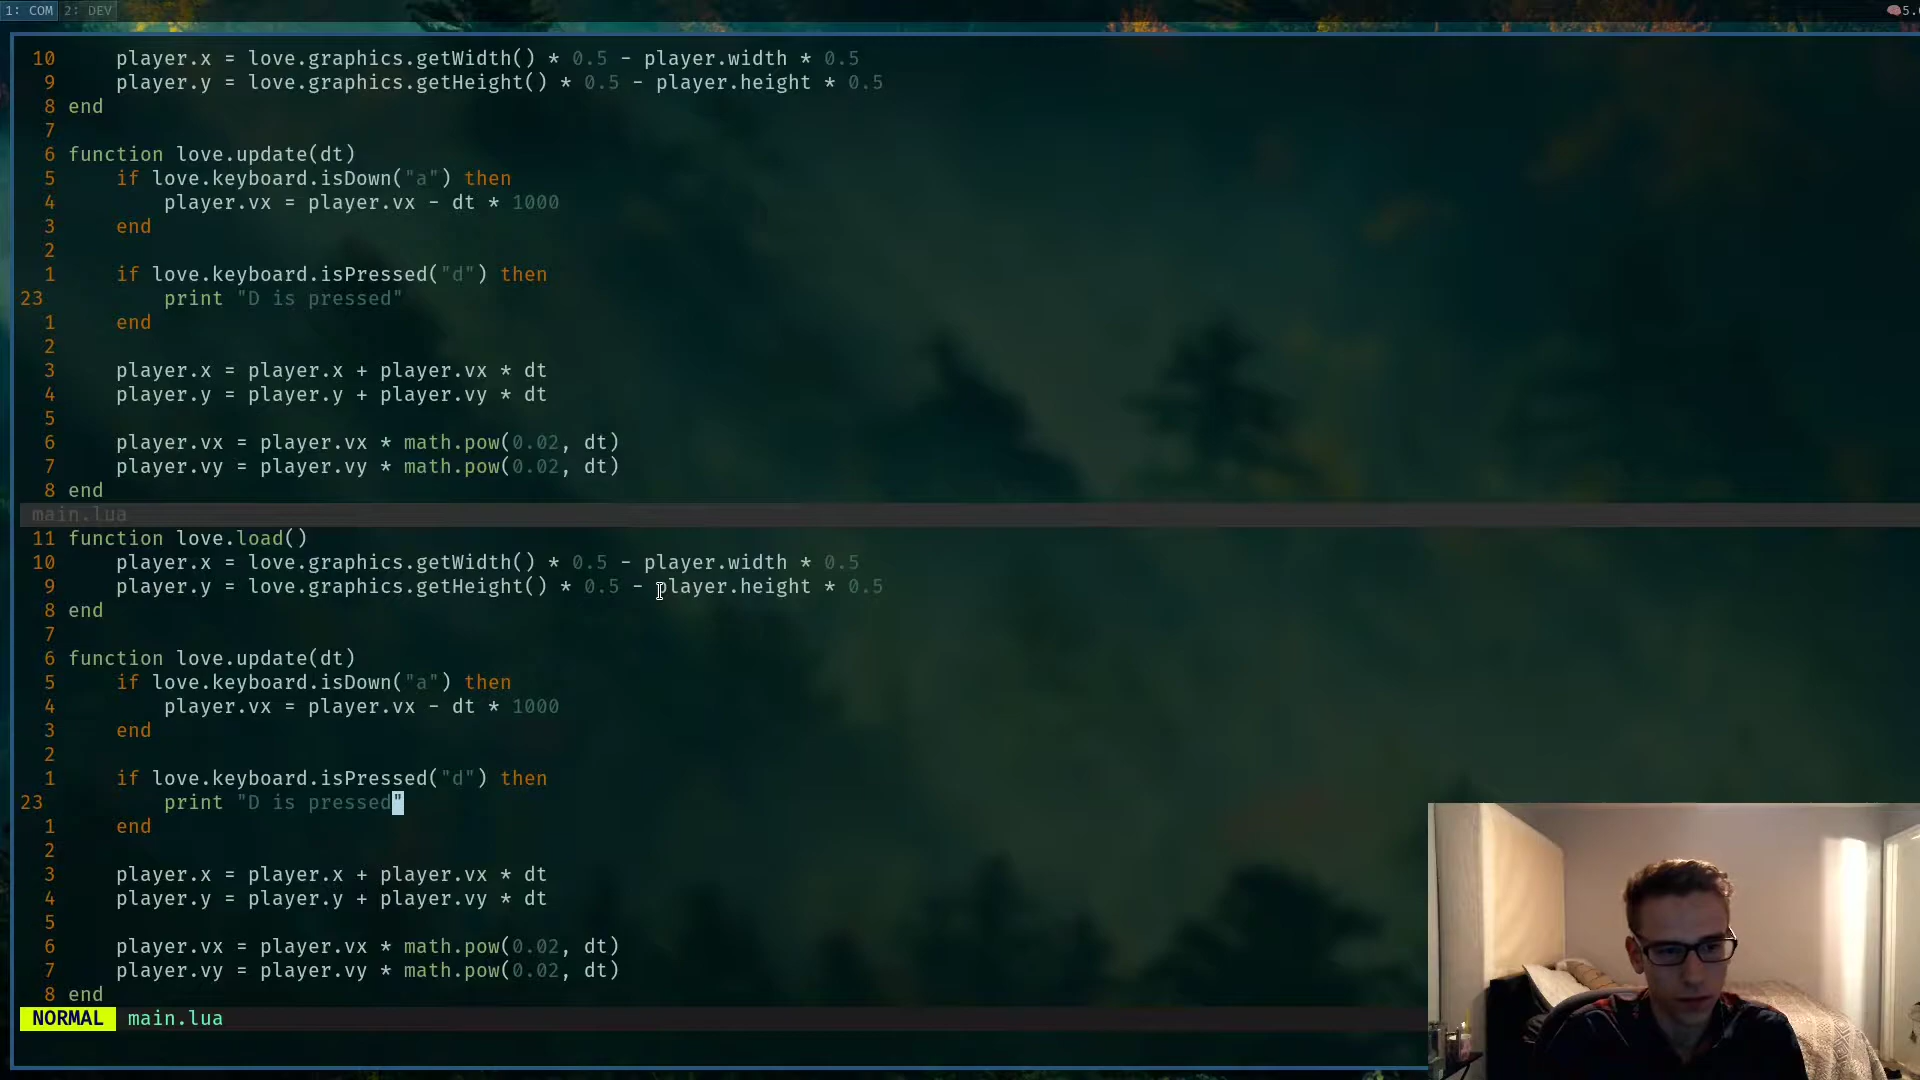 1: COM 2: DEV
5.
10 player.x = love.graphics.getWidth() * 0.5 - player.width * 0.5
9 player.y = love.graphics.getHeight() * 0.5 - player.height * 0.5
8 end
7
6 function love.update(dt)
5 if love.keyboard.isDown("a") then
4 player.vx = player.vx - dt * 1000
3 end
2
1 if love.keyboard.isPressed("d") then
23 print "D is pressed"
1 end
2
3 player.x = player.x + player.vx * dt
4 player.y = player.y + player.vy * dt
5
6 player.vx = player.vx * math.pow(0.02, dt)
7 player.vy = player.vy * math.pow(0.02, dt)
8 end
main.lua
11 function love.load()
10 player.x = love.graphics.getWidth() * 0.5 - player.width * 0.5
9 player.y = love.graphics.getHeight() * 0.5 - player.height * 0.5
8 end
7
6 function love.update(dt)
5 if love.keyboard.isDown("a") then
4 player.vx = player.vx - dt * 1000
3 end
2
1 if love.keyboard.isPressed("d") then
23 print "D is pressed"
1 end
2
3 player.x = player.x + player.vx * dt
4 player.y = player.y + player.vy * dt
5
6 player.vx = player.vx * math.pow(0.02, dt)
7 player.vy = player.vy * math.pow(0.02, dt)
8 end
NORMAL main.lua